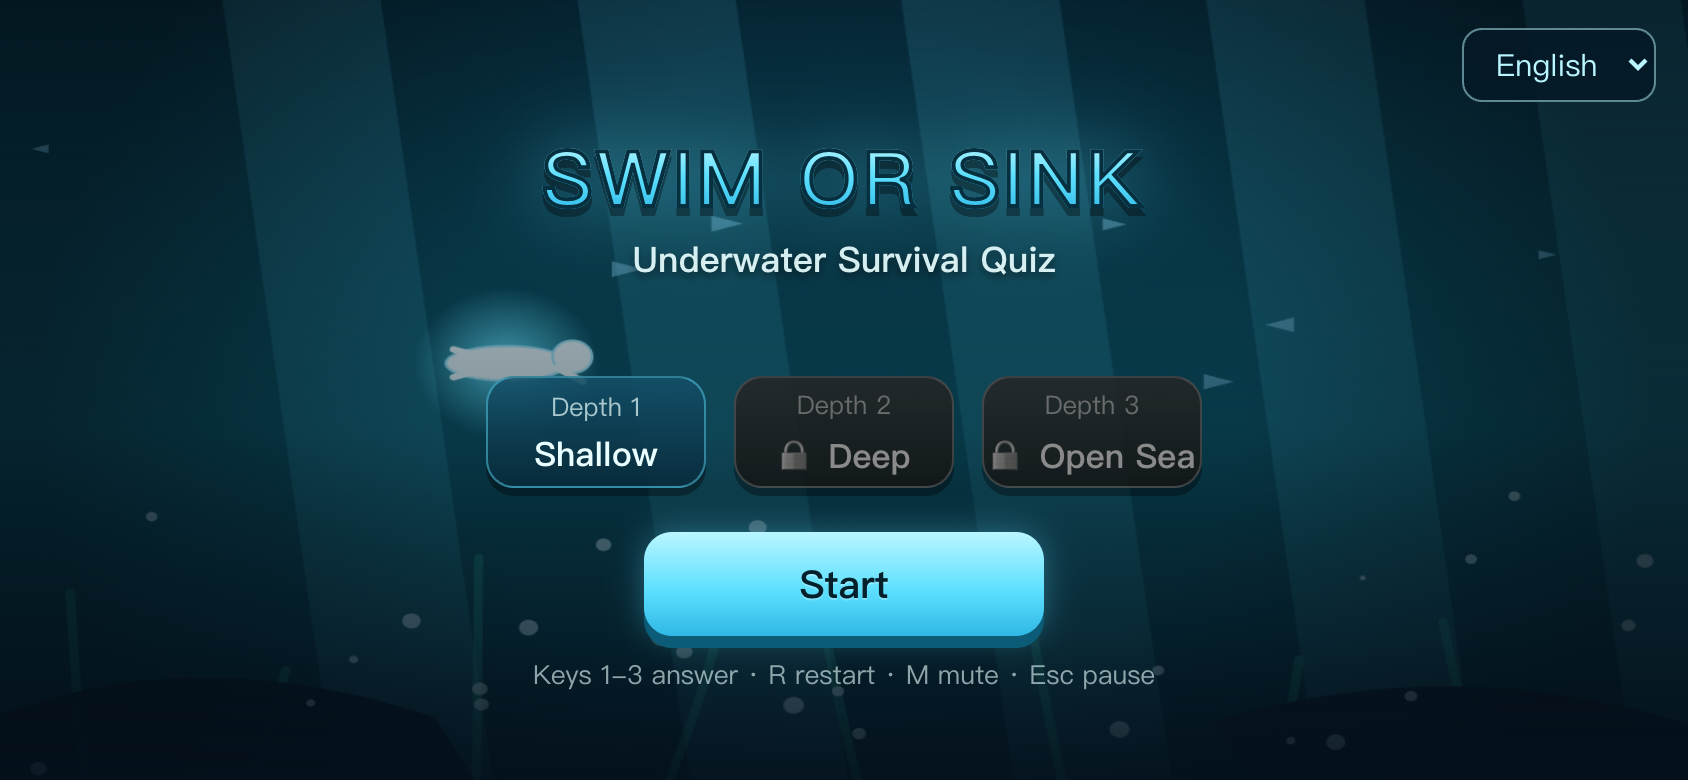 English
SWIM OR SINK
Underwater Survival Quiz
Depth 1
Shallow
Depth 2
Deep
Depth 3
Open Sea
Start
Keys 1–3 answer · R restart · M mute · Esc pause